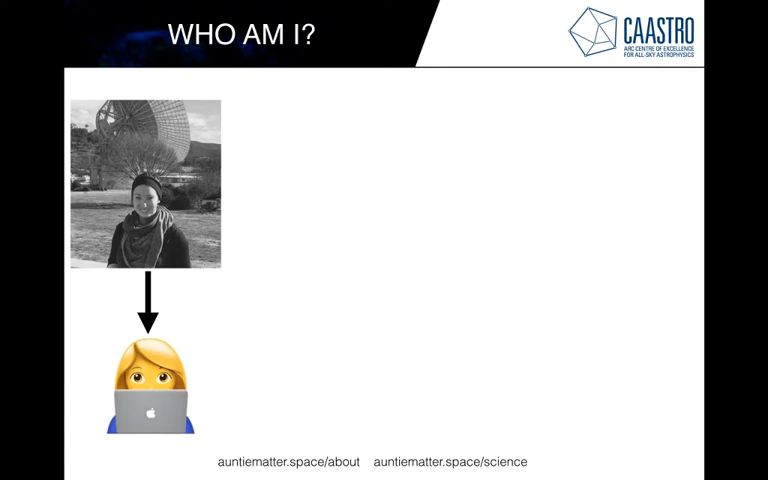 WHO AM I?
CAASTRO
ARC CENTRE OF EXCELLENCE
FOR ALL-SKY ASTROPHYSICS
auntiematter.space/about auntiematter.space/science